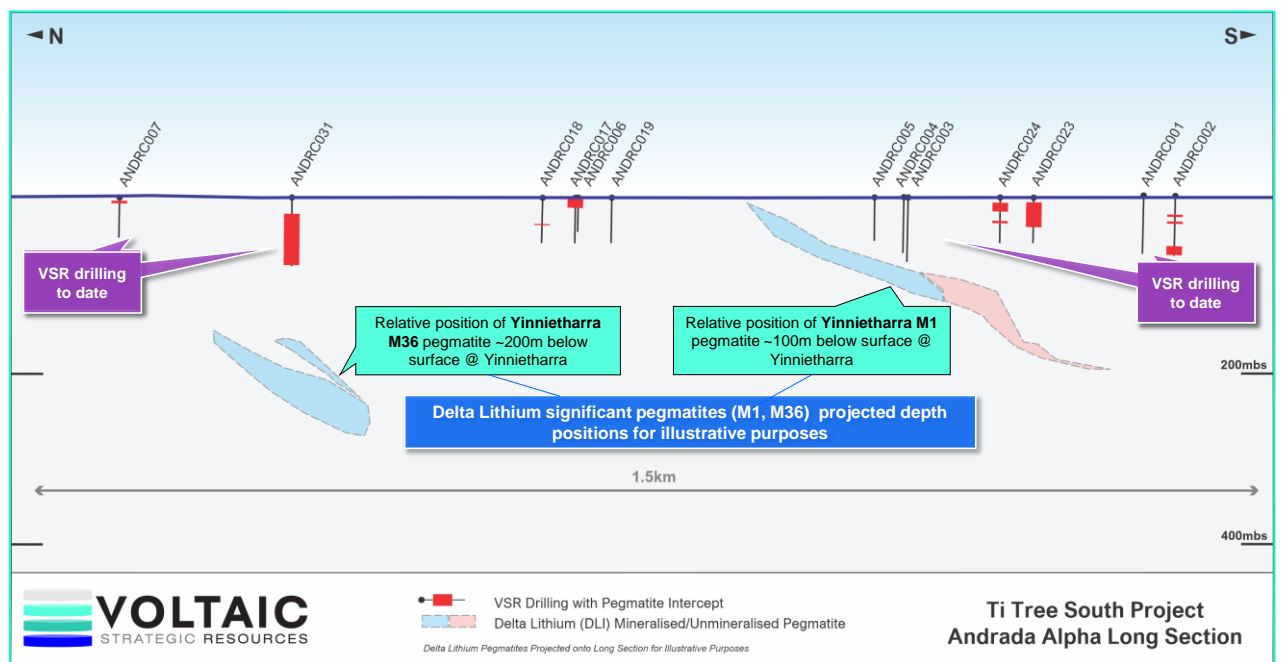 N
S
ANDRC007
ANDRC031
ANDRC018
ANDRC017
ANDRC006
ANDRC019
ANDRC005
ANDRC004
ANDRC003
ANDRC024
ANDRC023
ANDRC001
ANDRC002
VSR drilling
to date
VSR drilling
to date
Relative position of Yinnietharra
M36 pegmatite ~200m below
surface @ Yinnietharra
Relative position of Yinnietharra M1
pegmatite ~100m below surface @
Yinnietharra
200mbs
Delta Lithium significant pegmatites (M1, M36) projected depth
positions for illustrative purposes
1.5km
400mbs
VOLTAIC
STRATEGIC RESOURCES
VSR Drilling with Pegmatite Intercept
Delta Lithium (DLI) Mineralised/Unmineralised Pegmatite
Delta Lithium Pegmatites Projected onto Long Section for Illustrative Purposes
Ti Tree South Project
Andrada Alpha Long Section